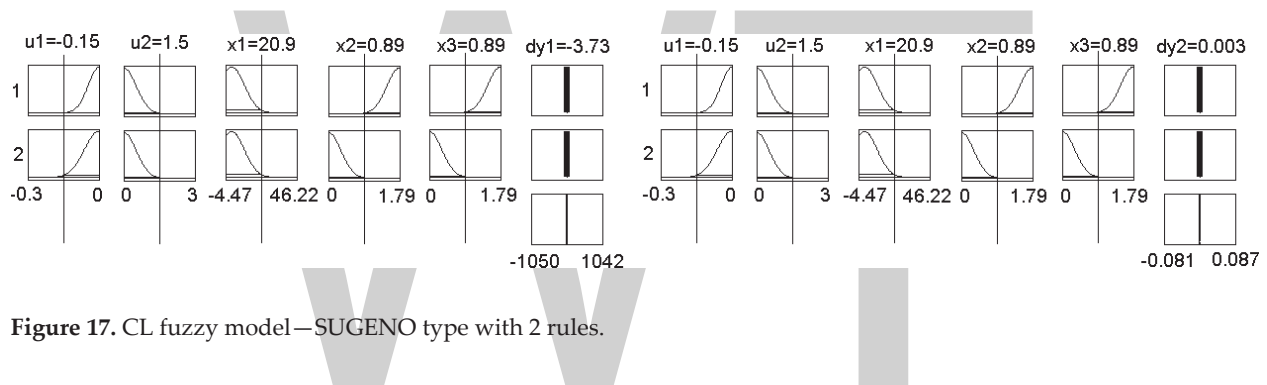 u1=-0.15 u2=1.5 x1=20.9 x2=0.89 x3=0.89 dy1=-3.73 u1=-0.15 u2=1.5 x1=20.9 x2=0.89 x3=0.89 dy2=0.003
1 1
2 2
-0.3 0 0 3 -4.47 46.22 0 1.79 0 1.79 -0.3 0 0 3 -4.47 46.22 0 1.79 0 1.79
-1050 1042 -0.081 0.087
Figure 17. CL fuzzy model—SUGENO type with 2 rules.